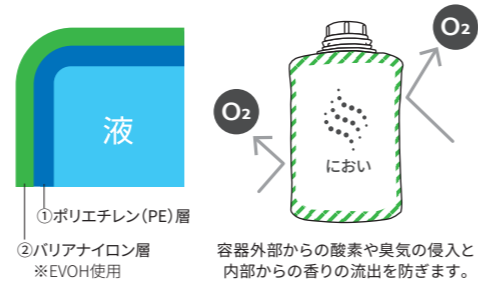 液
①ポリエチレン(PE)層
②バリアナイロン層
※EVOH使用
O2
O2
におい
容器外部からの酸素や臭気の侵入と
内部からの香りの流出を防ぎます。